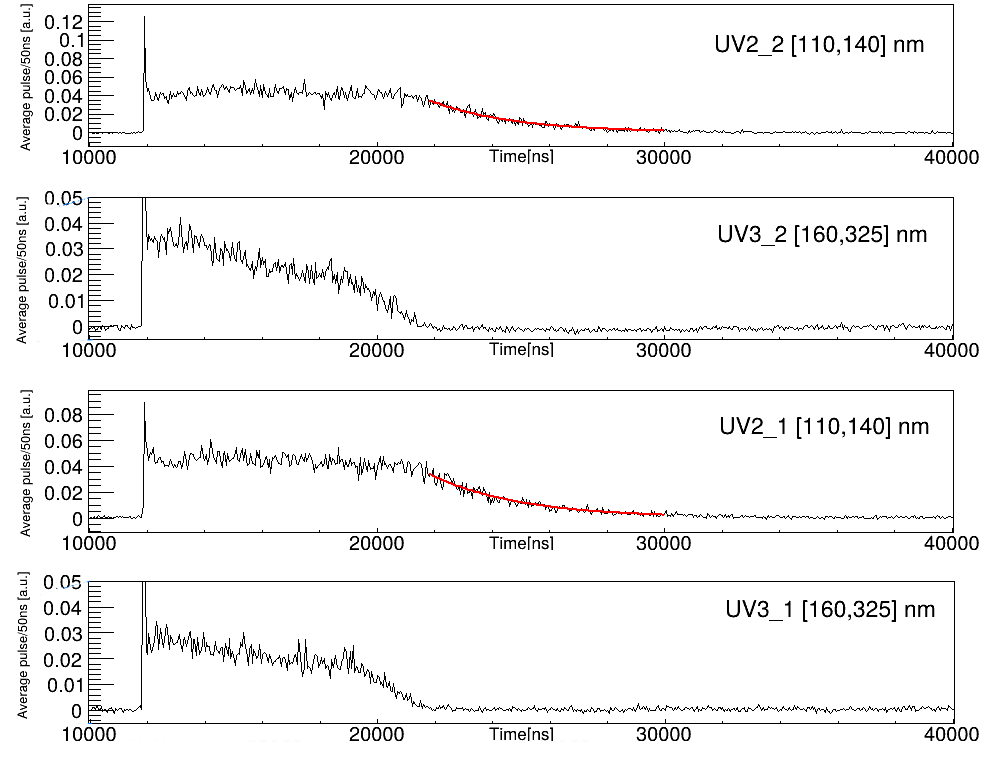 Average pulse/50ns [a.u.]
0.12
0.1
0.08
0.06
0.04
0.02
0
UV2_2 [110,140] nm
10000 20000 30000 40000
Time[ns]
Average pulse/50ns [a.u.]
0.05
0.04
0.03
0.02
0.01
0
UV3_2 [160,325] nm
10000 20000 30000 40000
Time[ns]
Average pulse/50ns [a.u.]
0.08
0.06
0.04
0.02
0
UV2_1 [110,140] nm
10000 20000 30000 40000
Time[ns]
Average pulse/50ns [a.u.]
0.05
0.04
0.03
0.02
0.01
0
UV3_1 [160,325] nm
10000 20000 30000 40000
Time[ns]